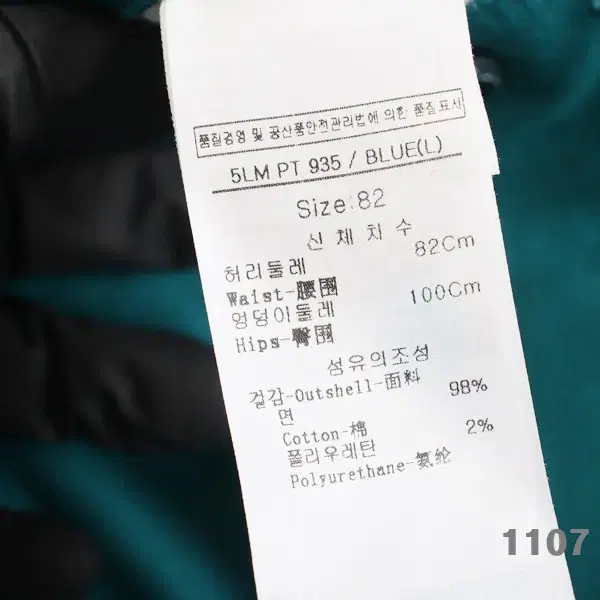 품질경영 및 공산품안전관리법에 의한 품질표시
5LM PT 935 / BLUE(L)
Size:82
신 체 치 수
허리둘레 82Cm
Waist-腰围
엉덩이둘레 100Cm
Hips-臀围
섬유의조성
겉감-Outshell-面料
면 98%
Cotton-棉
폴리우레탄 2%
Polyurethane-氨纶
1107